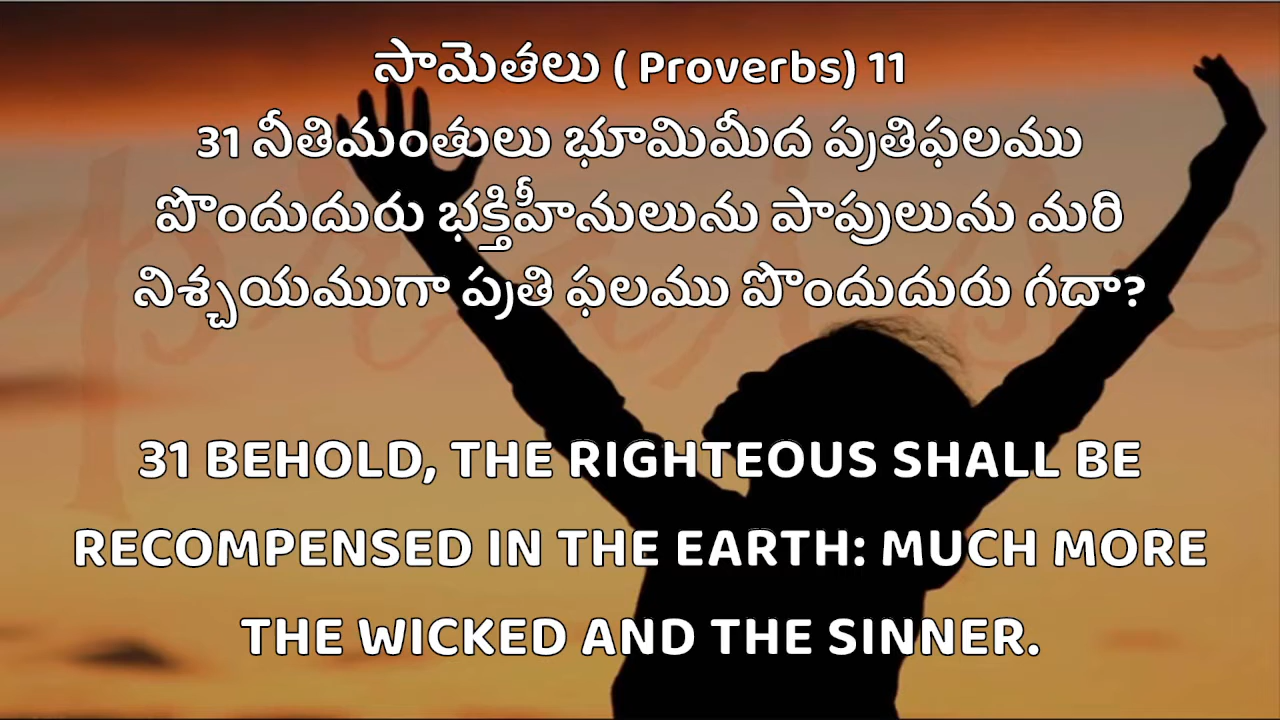 సామెతలు ( Proverbs) 11
31 నీతిమంతులు భూమిమీద ప్రతిఫలము
పొందుదురు భక్తిహీనులును పాపులును మరి
నిశ్చయముగా ప్రతి ఫలము పొందుదురు గదా?
praise
31 BEHOLD, THE RIGHTEOUS SHALL BE
RECOMPENSED IN THE EARTH: MUCH MORE
THE WICKED AND THE SINNER.